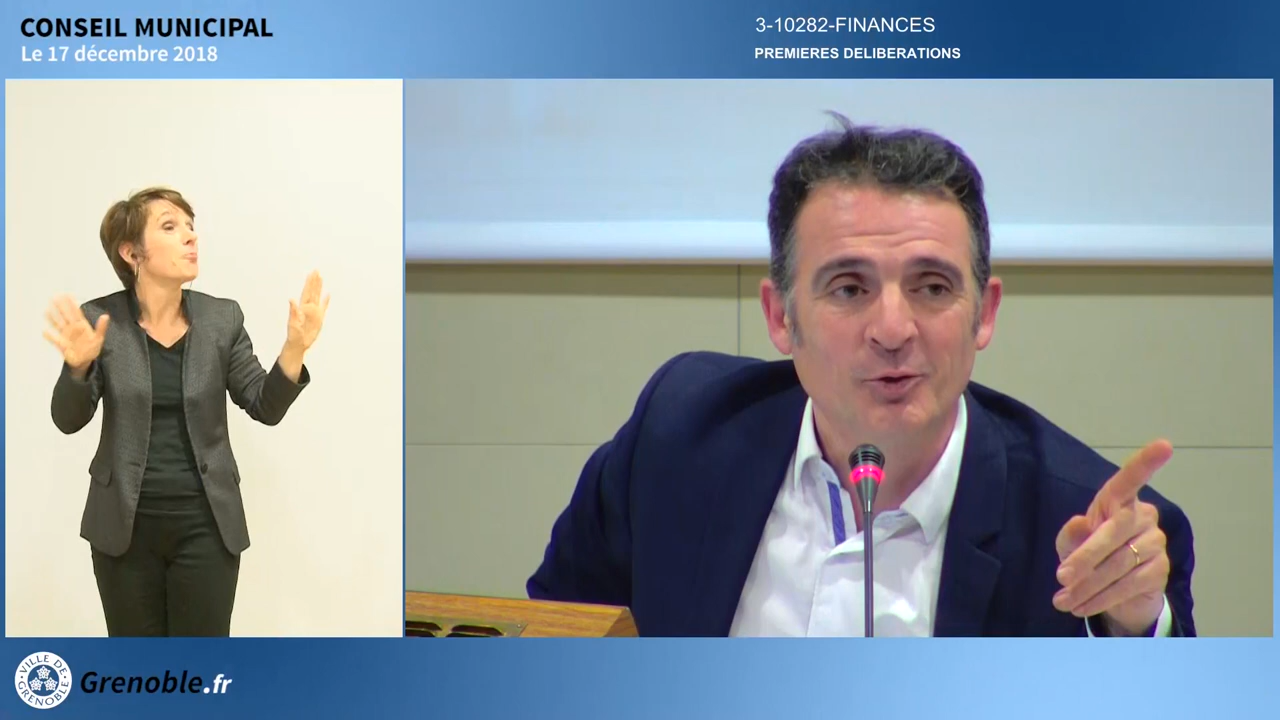 CONSEIL MUNICIPAL
Le 17 décembre 2018
3-10282-FINANCES
PREMIERES DELIBERATIONS
VILLE DE
GRENOBLE
Grenoble.fr